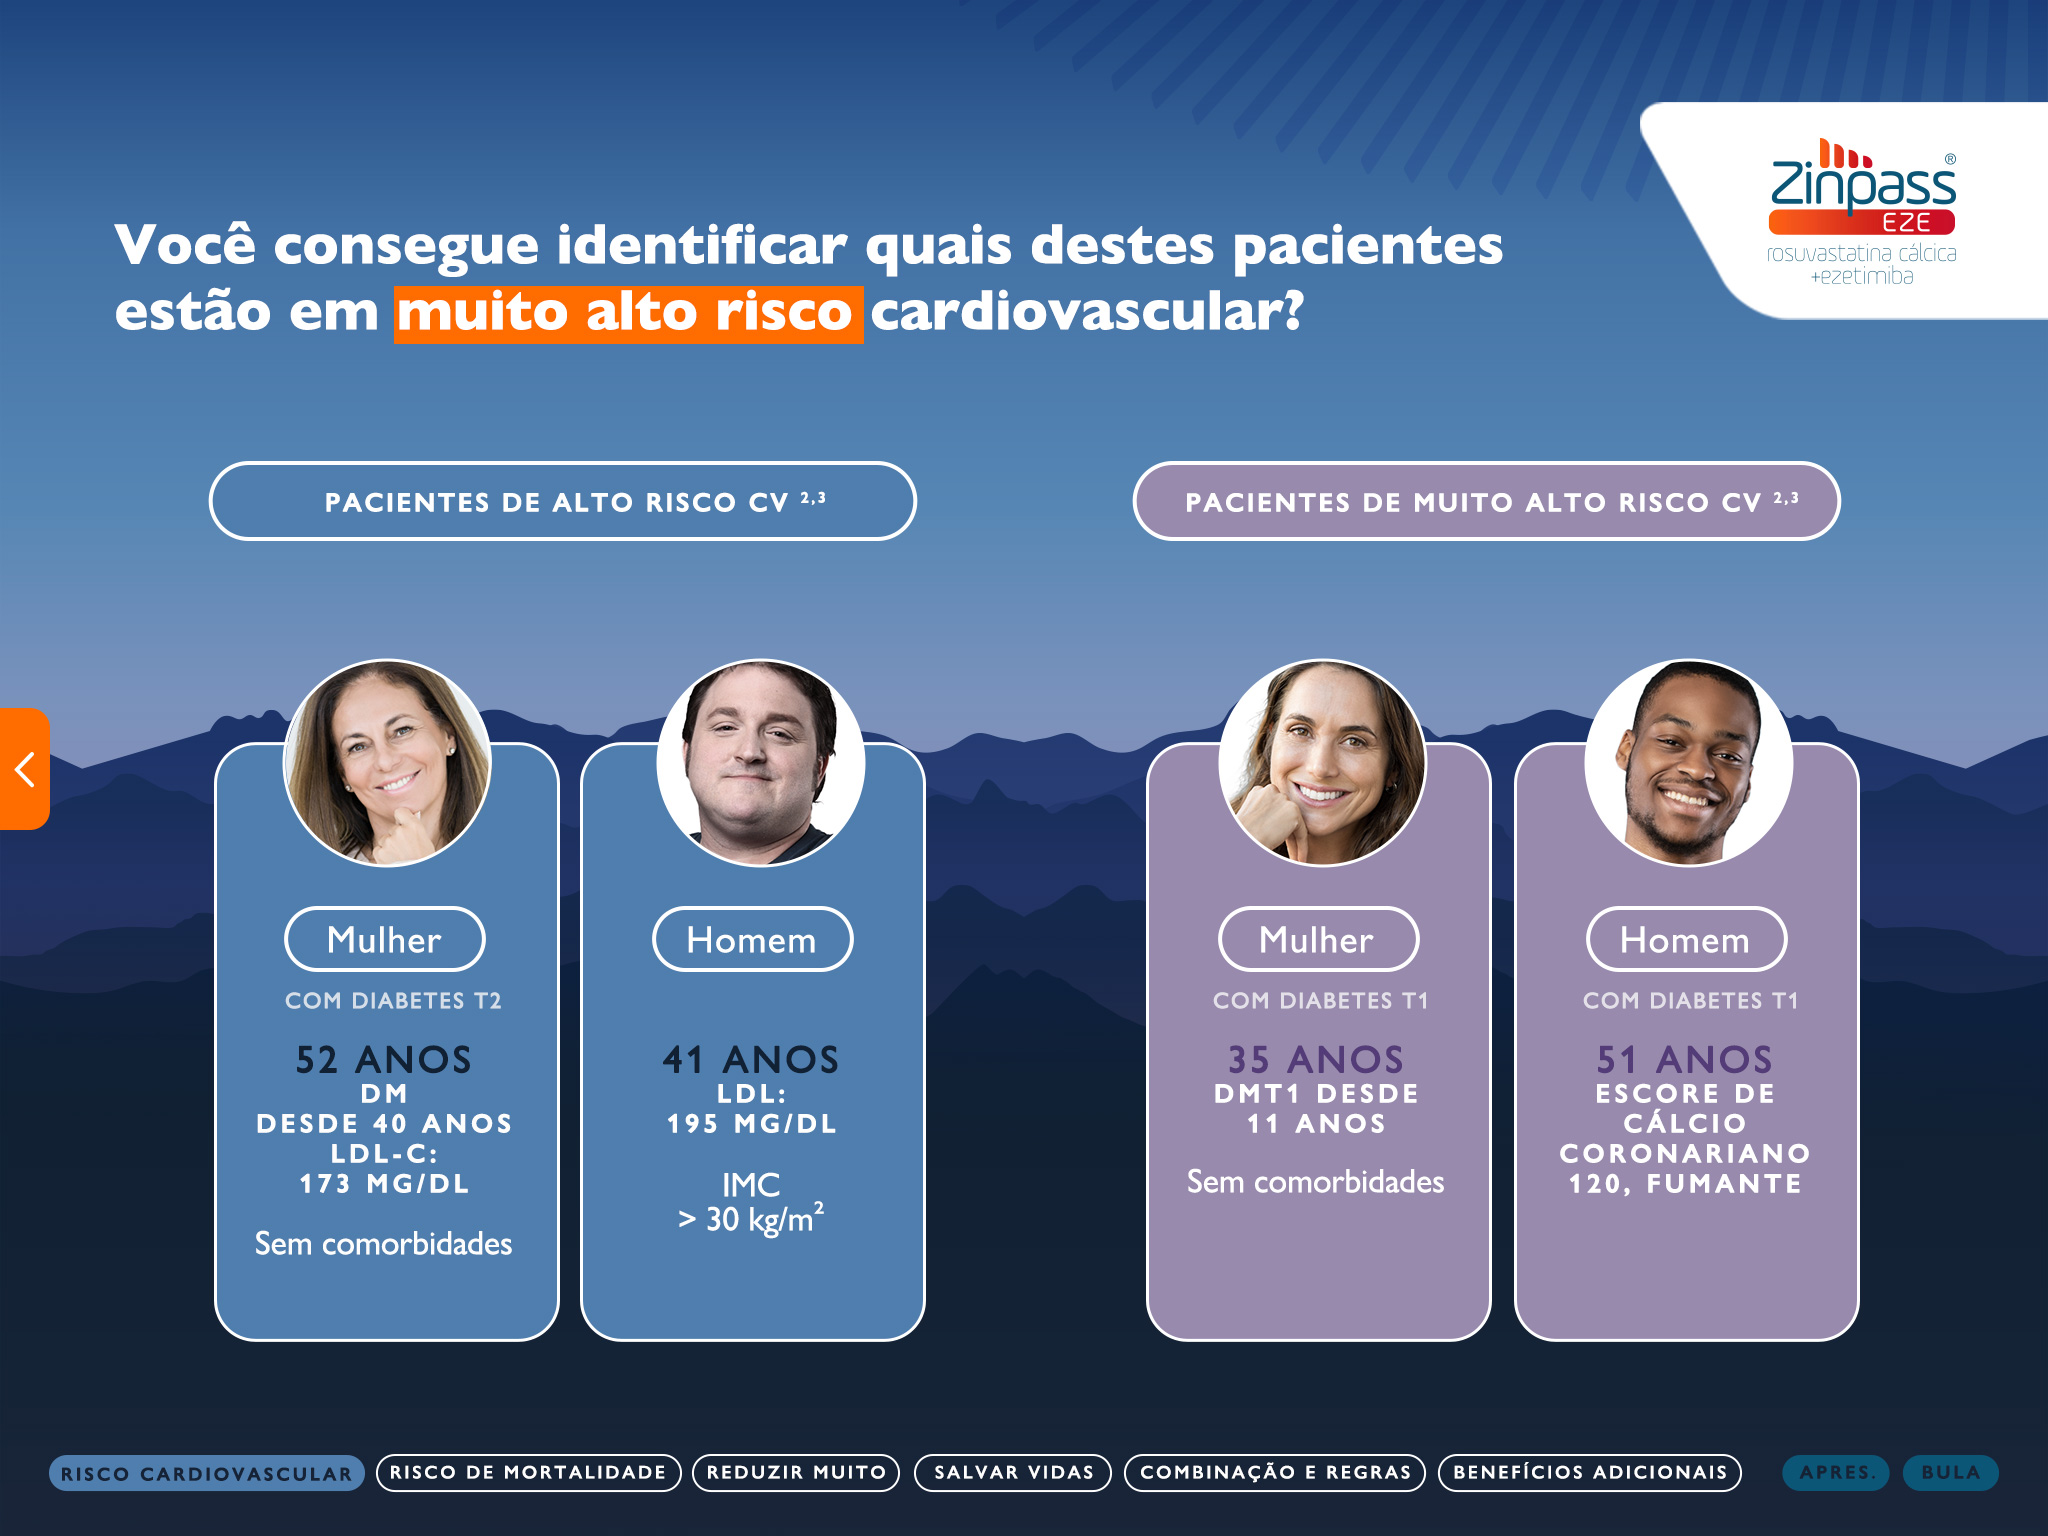 Zinpass®
EZE
rosuvastatina cálcica
+ezetimiba
Você consegue identificar quais destes pacientes
estão em muito alto risco cardiovascular?
PACIENTES DE ALTO RISCO CV 2,3
PACIENTES DE MUITO ALTO RISCO CV 2,3
Mulher
COM DIABETES T2
52 ANOS
DM
DESDE 40 ANOS
LDL-C:
173 MG/DL
Sem comorbidades
Homem
41 ANOS
LDL:
195 MG/DL
IMC
> 30 kg/m²
Mulher
COM DIABETES T1
35 ANOS
DMT1 DESDE
11 ANOS
Sem comorbidades
Homem
COM DIABETES T1
51 ANOS
ESCORE DE
CÁLCIO
CORONARIANO
120, FUMANTE
RISCO CARDIOVASCULAR
RISCO DE MORTALIDADE
REDUZIR MUITO
SALVAR VIDAS
COMBINAÇÃO E REGRAS
BENEFÍCIOS ADICIONAIS
APRES.
BULA